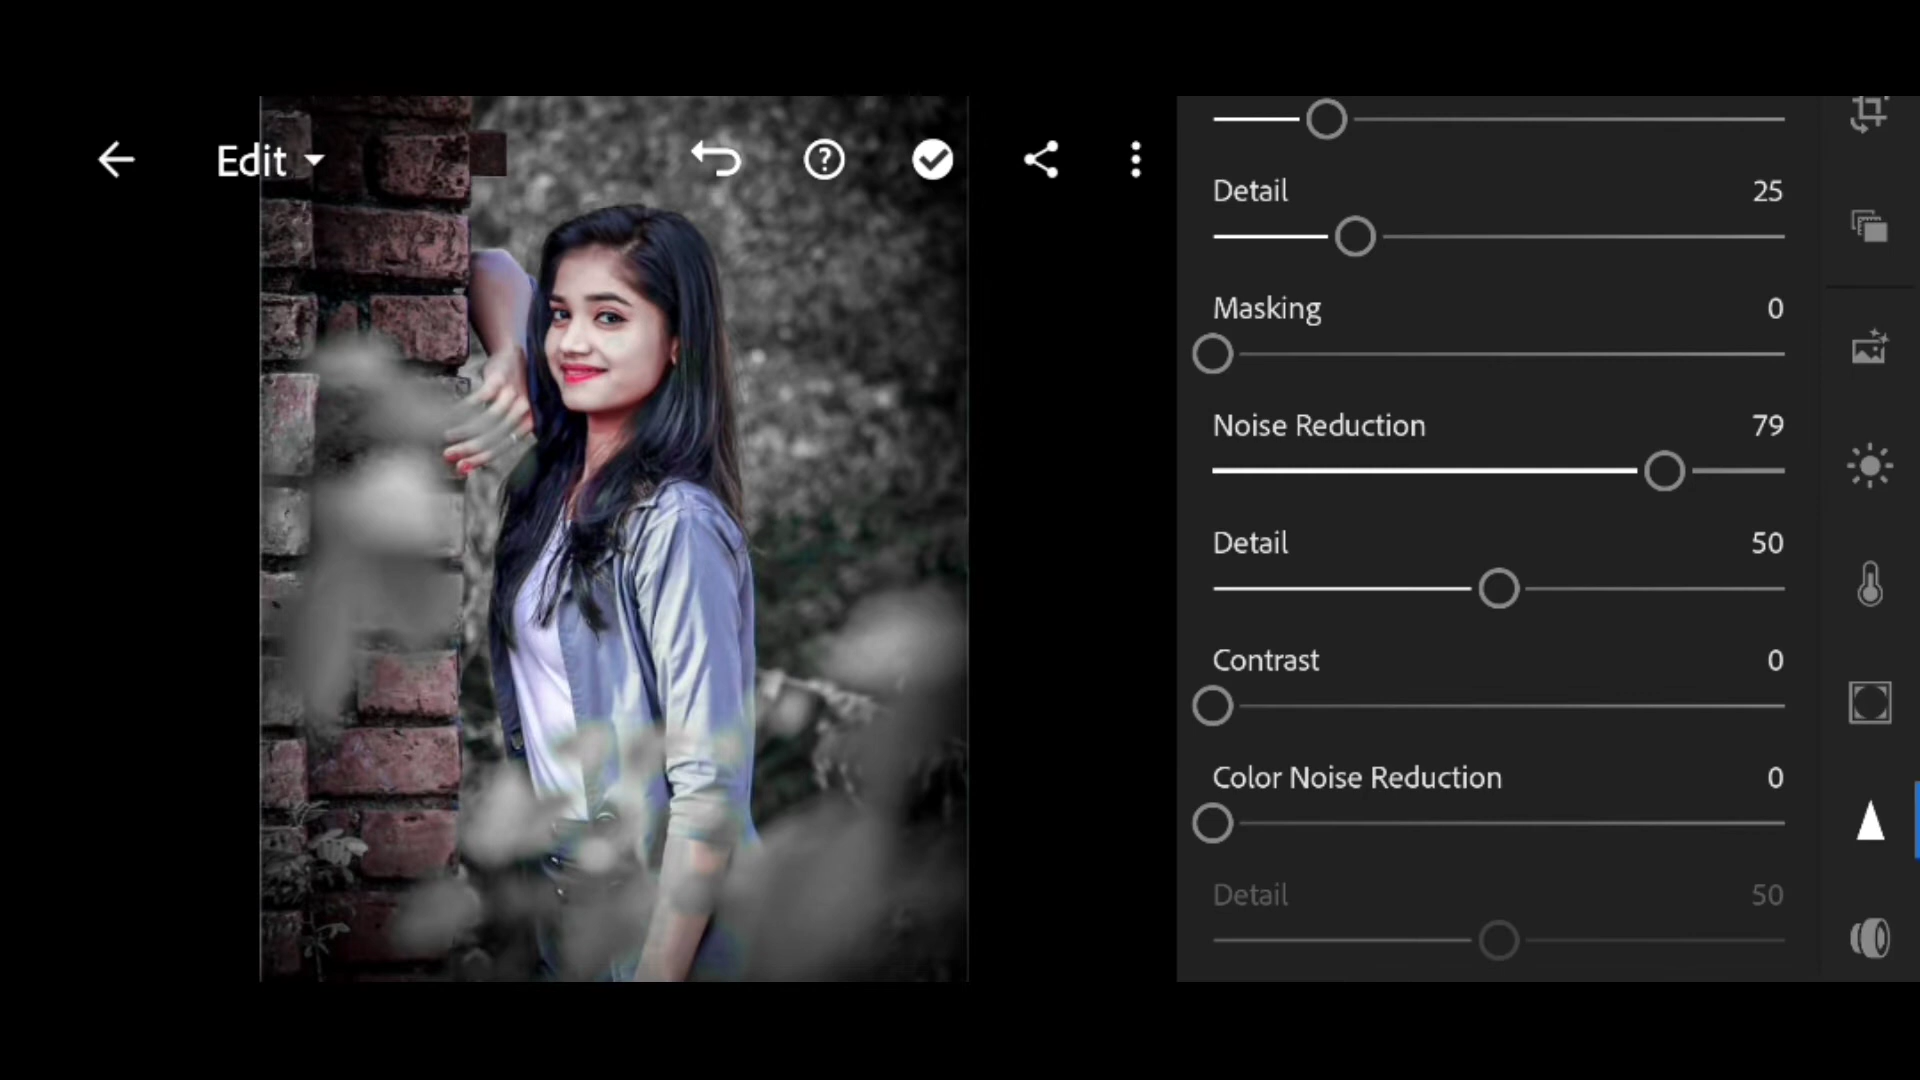 Edit
Detail 25
Masking 0
Noise Reduction 79
Detail 50
Contrast 0
Color Noise Reduction 0
Detail 50